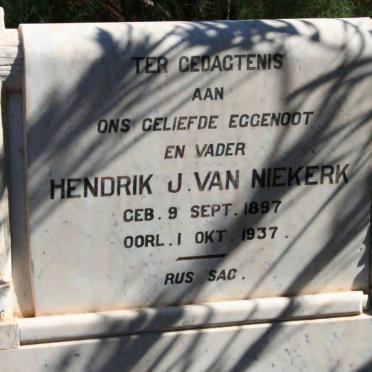 TER GEDAGTENIS
AAN
ONS GELIEFDE EGGENOOT
EN VADER
HENDRIK J. VAN NIEKERK
GEB. 9 SEPT. 1897
OORL. 1 OKT. 1937.
RUS SAG.